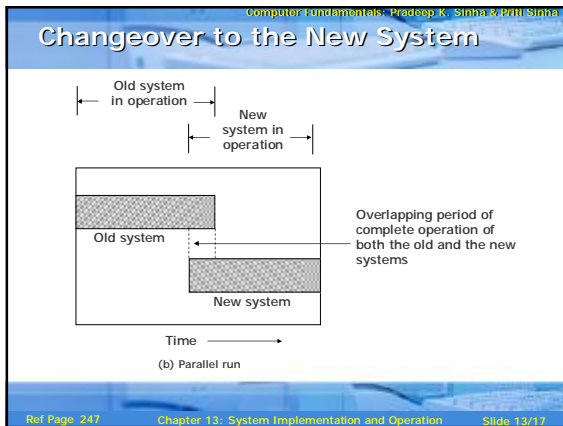 Computer Fundamentals: Pradeep K. Sinha & Priti Sinha
Changeover to the New System
Old system
in operation
New
system in
operation
Old system
Overlapping period of
complete operation of
both the old and the new
systems
New system
Time
(b) Parallel run
Ref Page 247
Chapter 13: System Implementation and Operation
Slide 13/17